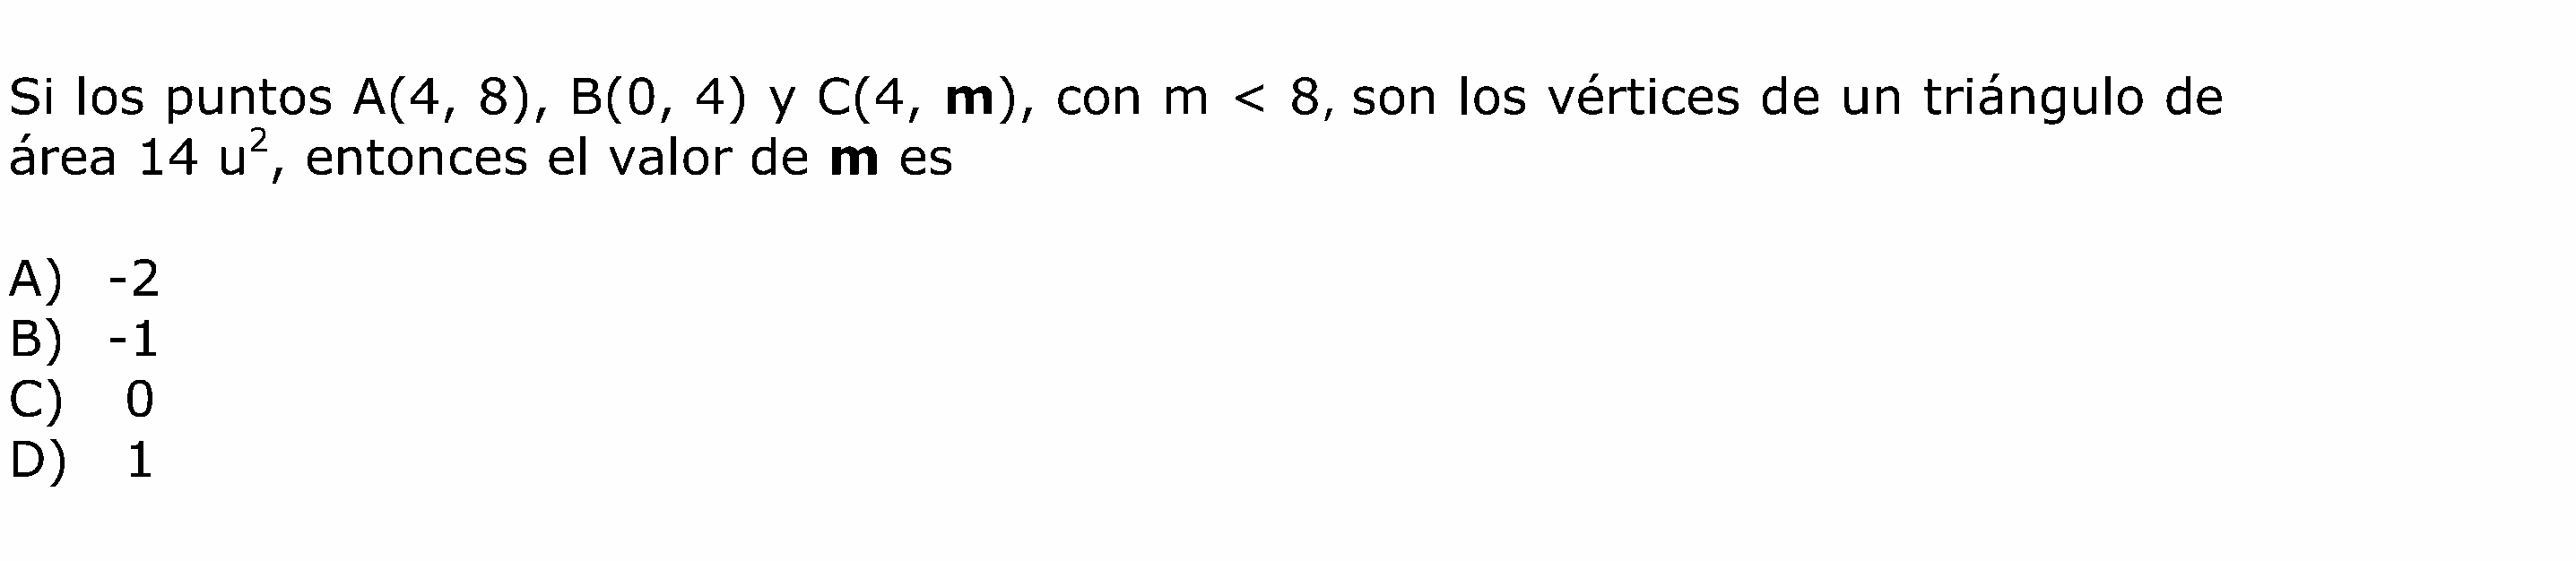 Si los puntos A(4, 8), B(0, 4) y C(4, m), con m < 8, son los vértices de un triángulo de
área 14 u², entonces el valor de m es
A) -2
B) -1
C) 0
D) 1